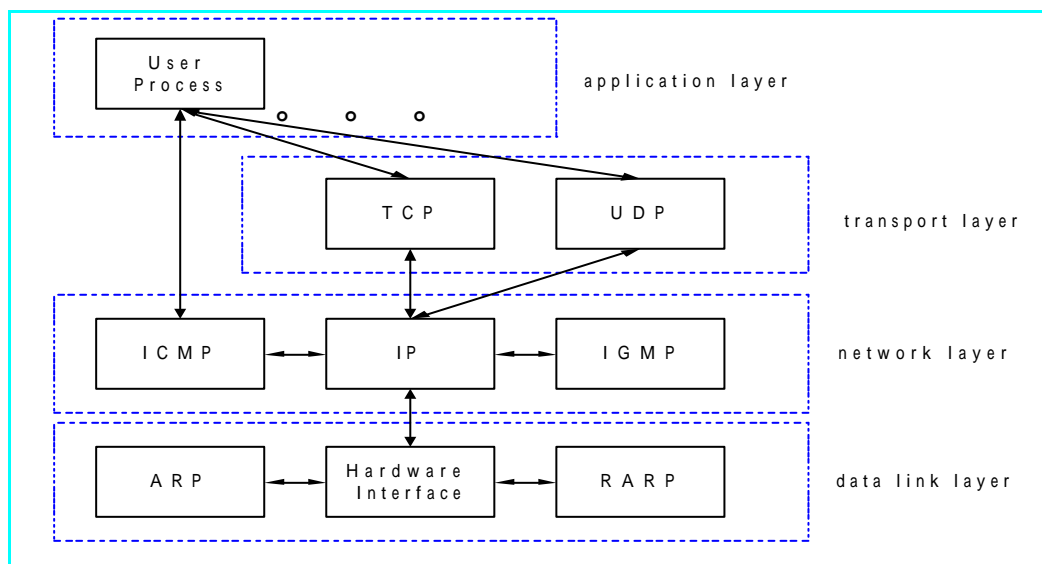 User
Process
application layer
TCP
UDP
transport layer
ICMP
IP
IGMP
network layer
ARP
Hardware
Interface
RARP
data link layer